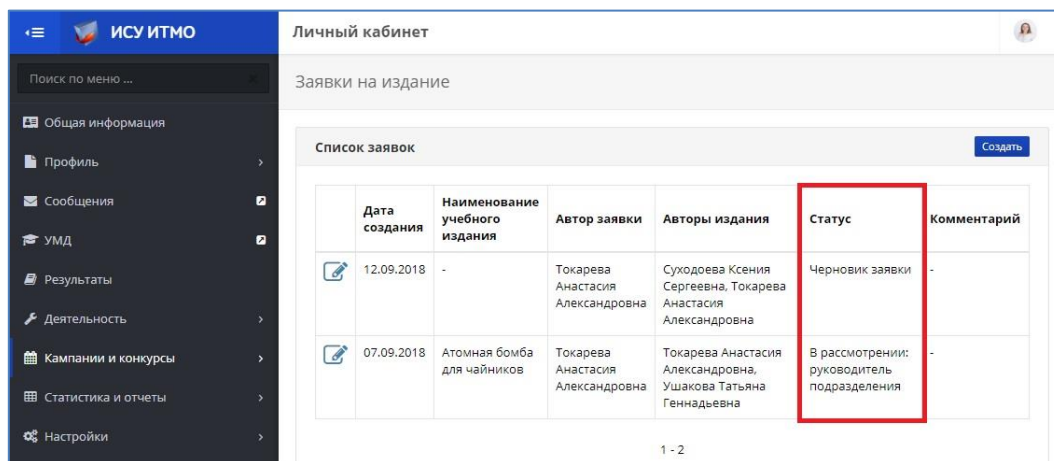 ИСУ ИТМО
Личный кабинет
Поиск по меню ...
Заявки на издание
Общая информация
Профиль
Сообщения
УМД
Результаты
Деятельность
Кампании и конкурсы
Статистика и отчеты
Настройки
Список заявок
Создать
Дата
создания
Наименование
учебного
издания
Автор заявки
Авторы издания
Статус
Комментарий
12.09.2018
-
Токарева
Анастасия
Александровна
Суходоева Ксения
Сергеевна, Токарева
Анастасия
Александровна
Черновик заявки
-
07.09.2018
Атомная бомба
для чайников
Токарева
Анастасия
Александровна
Токарева Анастасия
Александровна,
Ушакова Татьяна
Геннадьевна
В рассмотрении:
руководитель
подразделения
-
1 - 2